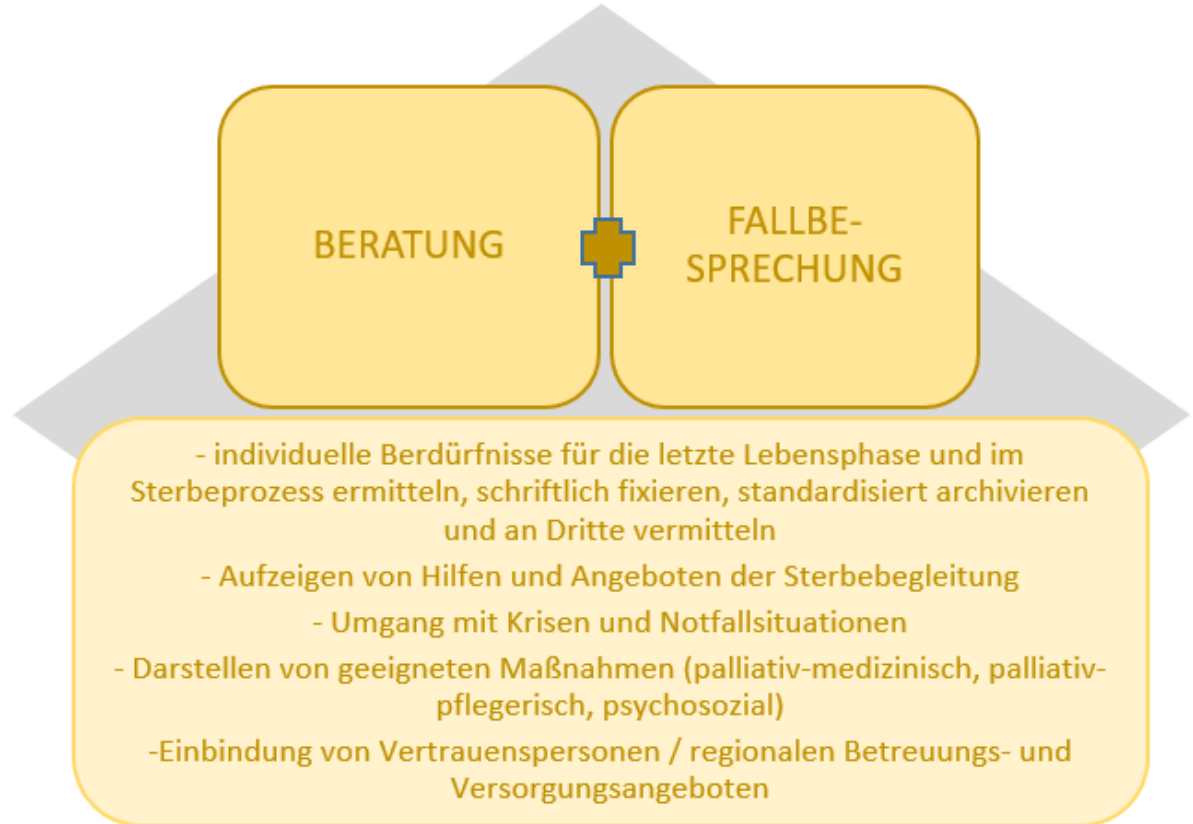 BERATUNG
FALLBE-
SPRECHUNG
- individuelle Berdürfnisse für die letzte Lebensphase und im
Sterbeprozess ermitteln, schriftlich fixieren, standardisiert archivieren
und an Dritte vermitteln
- Aufzeigen von Hilfen und Angeboten der Sterbebegleitung
- Umgang mit Krisen und Notfallsituationen
- Darstellen von geeigneten Maßnahmen (palliativ-medizinisch, palliativ-
pflegerisch, psychosozial)
-Einbindung von Vertrauenspersonen / regionalen Betreuungs- und
Versorgungsangeboten